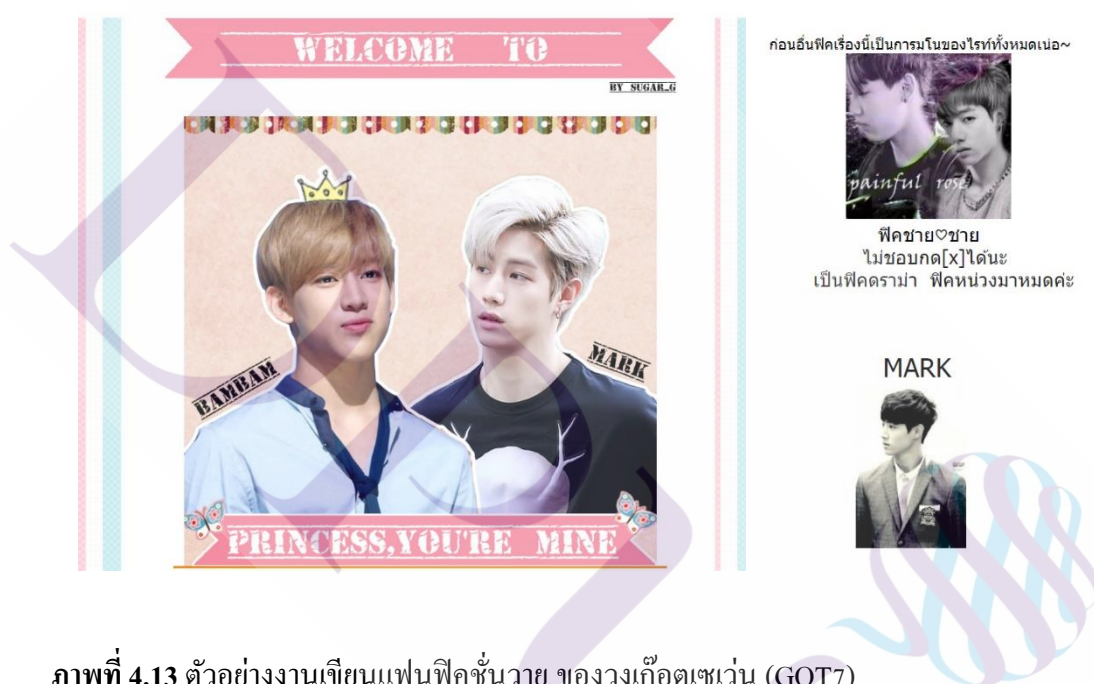 WELCOME TO
BY SUGAR_G
BAMBAM
MARK
PRINCESS,YOU'RE MINE
ก่อนอื่นฟิคเรื่องนี้เป็นการมโนของไรท์ทั้งหมดเน่อ~
painful rose
ฟิคชาย♡ชาย
ไม่ชอบกด[x]ได้นะ
เป็นฟิคดราม่า ฟิคหน่วงมาหมดค่ะ
MARK
ภาพที่ 4.13 ตัวอย่างงานเขียนแฟนฟิคชั่นวาย ของวงเก๊อตเซเว่น (GOT7)